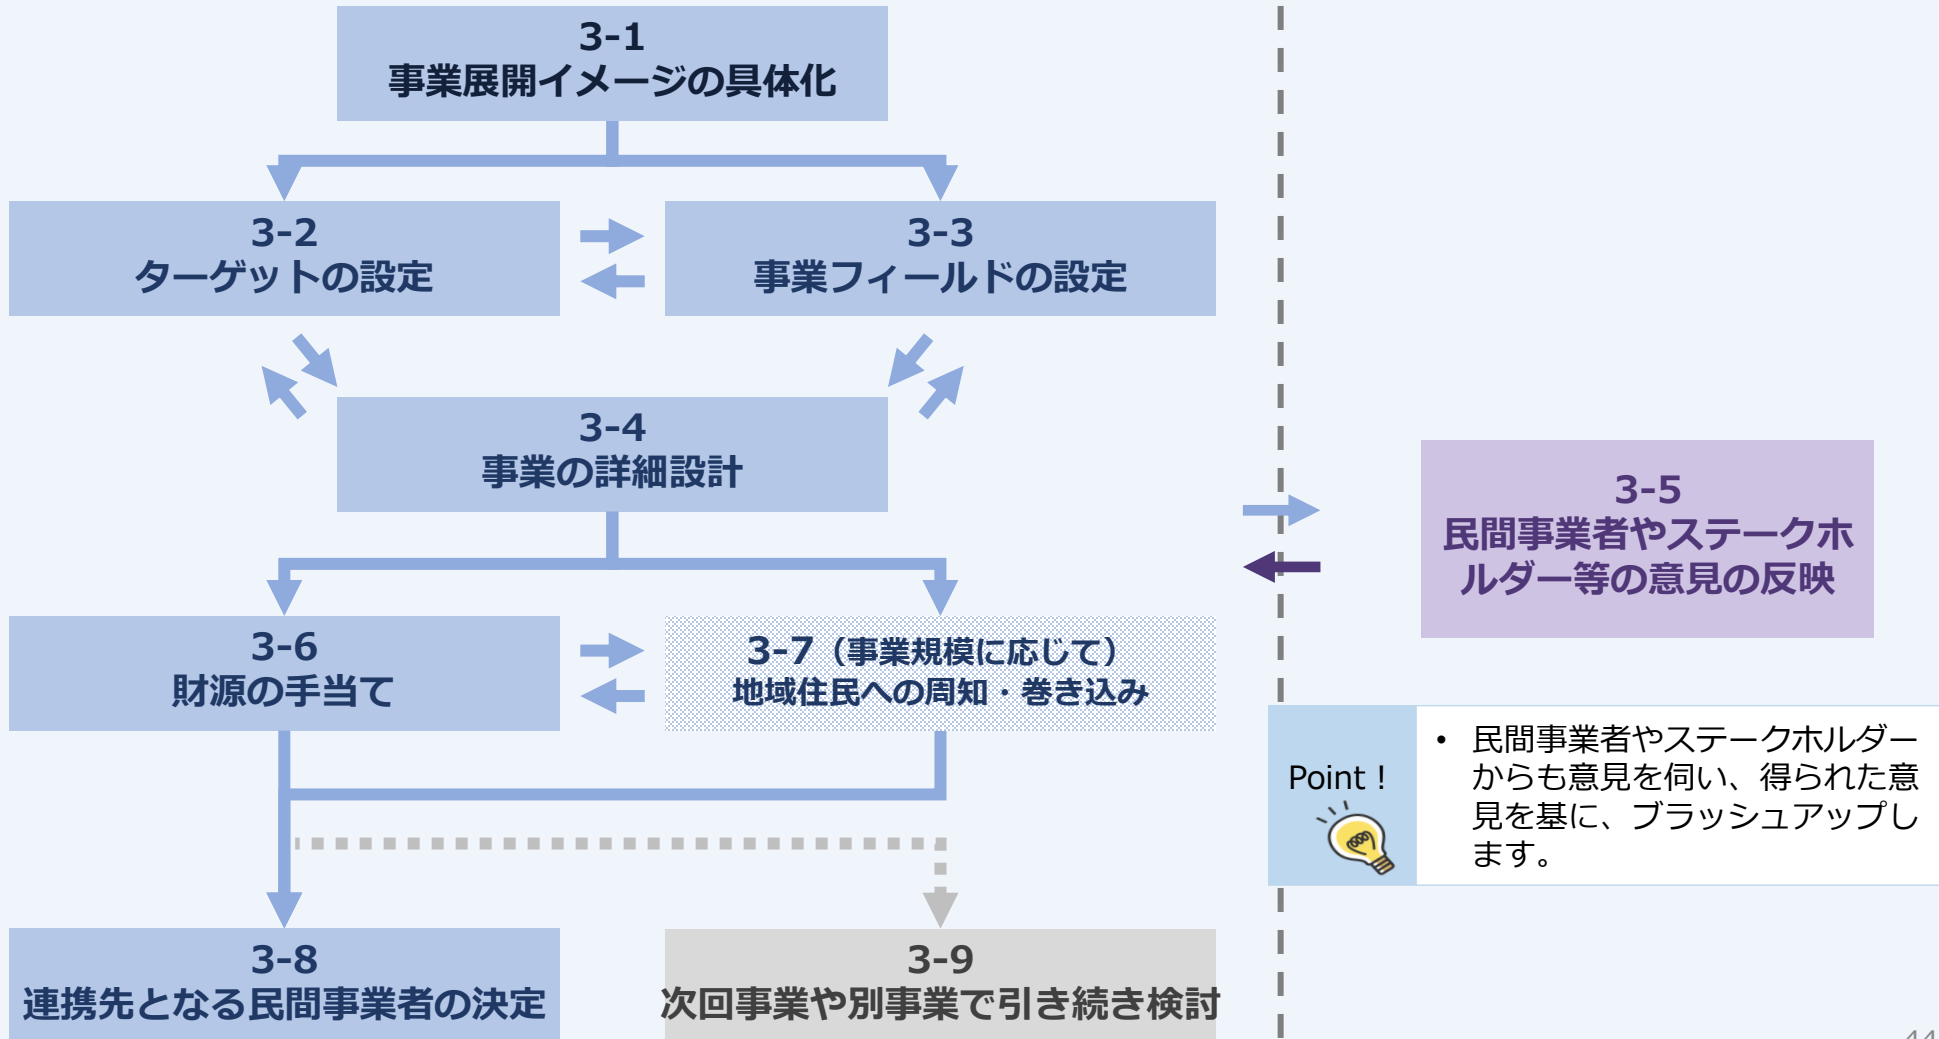 3-1
事業展開イメージの具体化
3-2
ターゲットの設定
3-3
事業フィールドの設定
3-4
事業の詳細設計
3-5
民間事業者やステークホ
ルダー等の意見の反映
3-6
財源の手当て
3-7（事業規模に応じて）
地域住民への周知・巻き込み
Point！
• 民間事業者やステークホルダー
からも意見を伺い、得られた意
見を基に、ブラッシュアップし
ます。
3-8
連携先となる民間事業者の決定
3-9
次回事業や別事業で引き続き検討
44